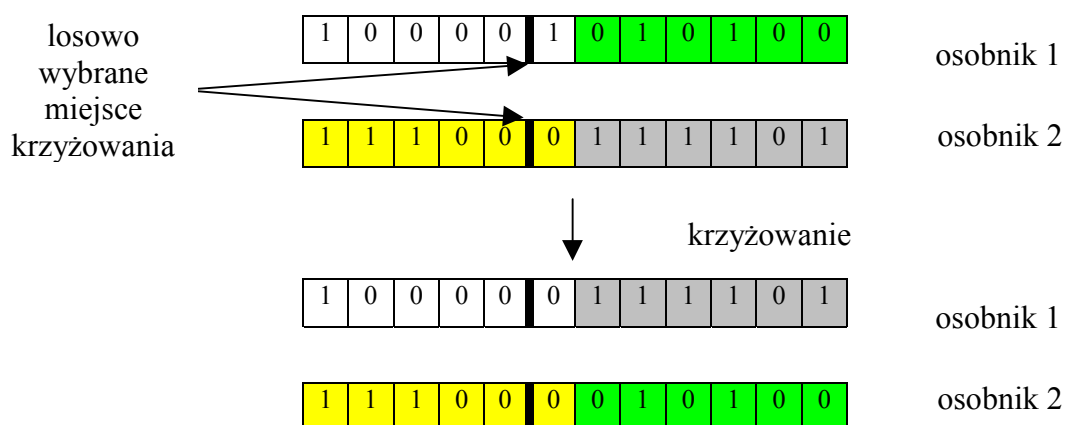 losowo
wybrane
miejsce
krzyżowania
1 0 0 0 0 1 0 1 0 1 0 0
osobnik 1
1 1 1 0 0 0 1 1 1 1 0 1
osobnik 2
krzyżowanie
1 0 0 0 0 0 1 1 1 1 0 1
osobnik 1
1 1 1 0 0 0 0 1 0 1 0 0
osobnik 2